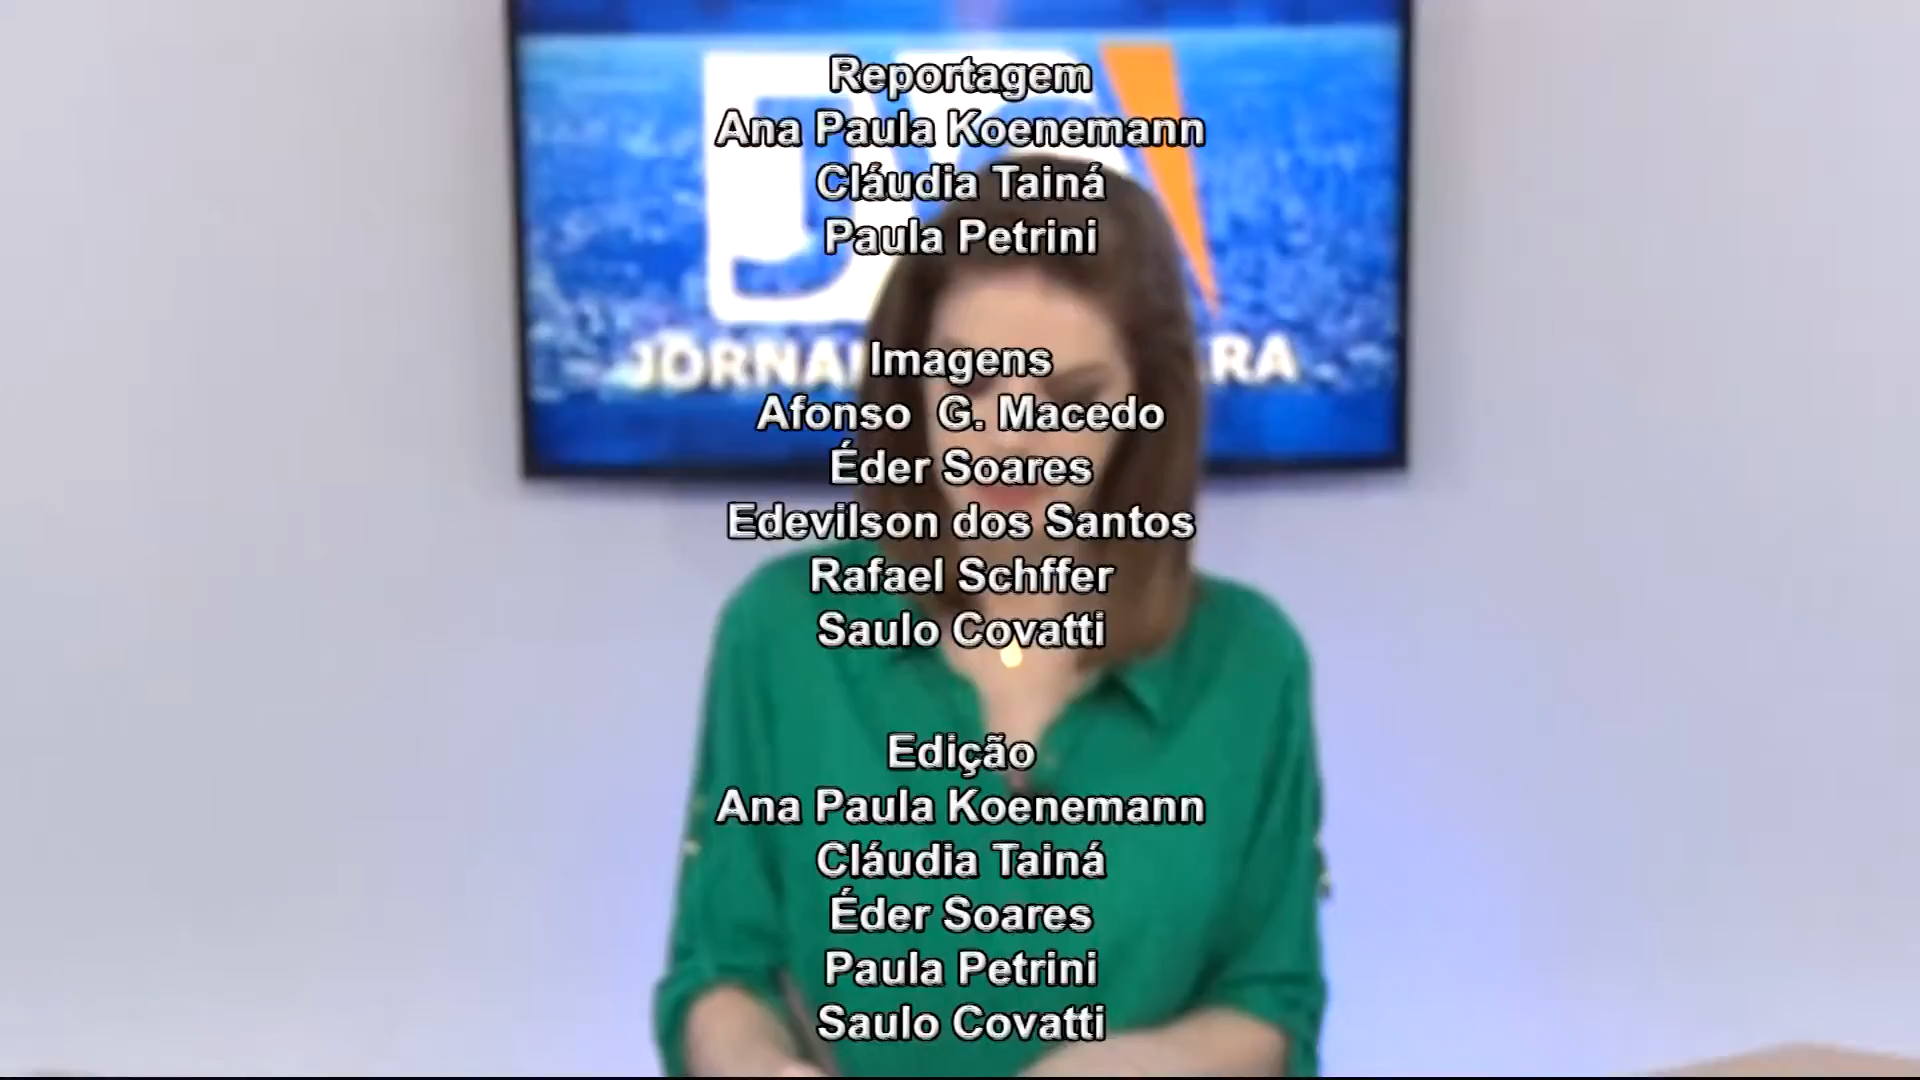 Reportagem
Ana Paula Koenemann
Cláudia Tainá
Paula Petrini
Imagens
Afonso G. Macedo
Éder Soares
Edevilson dos Santos
Rafael Schffer
Saulo Covatti
Edição
Ana Paula Koenemann
Cláudia Tainá
Éder Soares
Paula Petrini
Saulo Covatti